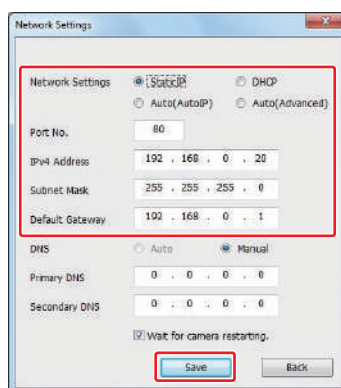 Network Settings
Network Settings StaticIP DHCP
Auto(AutoIP) Auto(Advanced)
Port No. 80
IPv4 Address 192 . 168 . 0 . 20
Subnet Mask 255 . 255 . 255 . 0
Default Gateway 192 . 168 . 0 . 1
DNS Auto Manual
Primary DNS 0 . 0 . 0 . 0
Secondary DNS 0 . 0 . 0 . 0
Wait for camera restarting.
Save Back